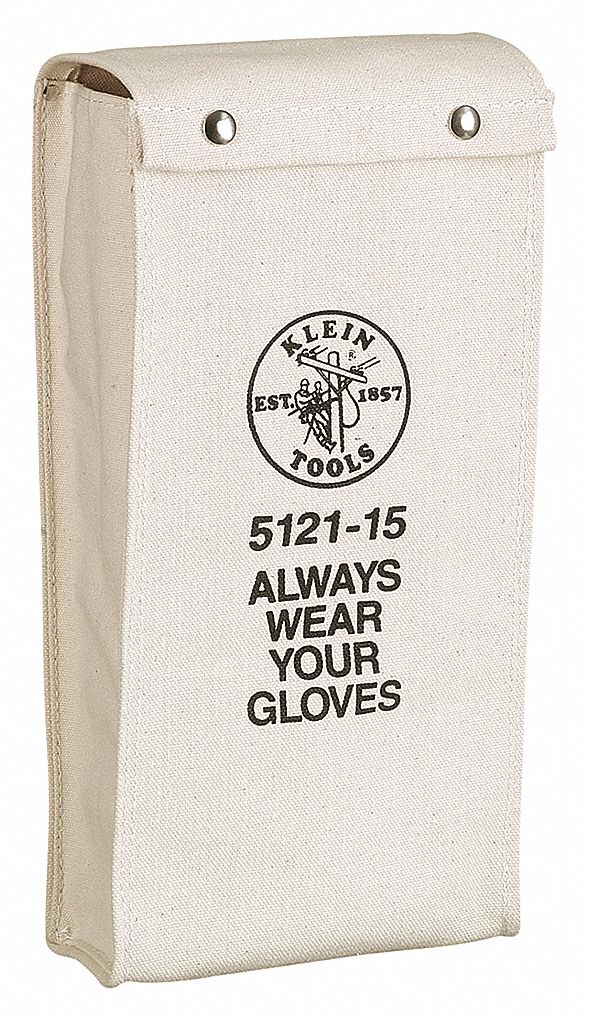 KLEIN
EST. 1857
TOOLS
5121-15
ALWAYS
WEAR
YOUR
GLOVES